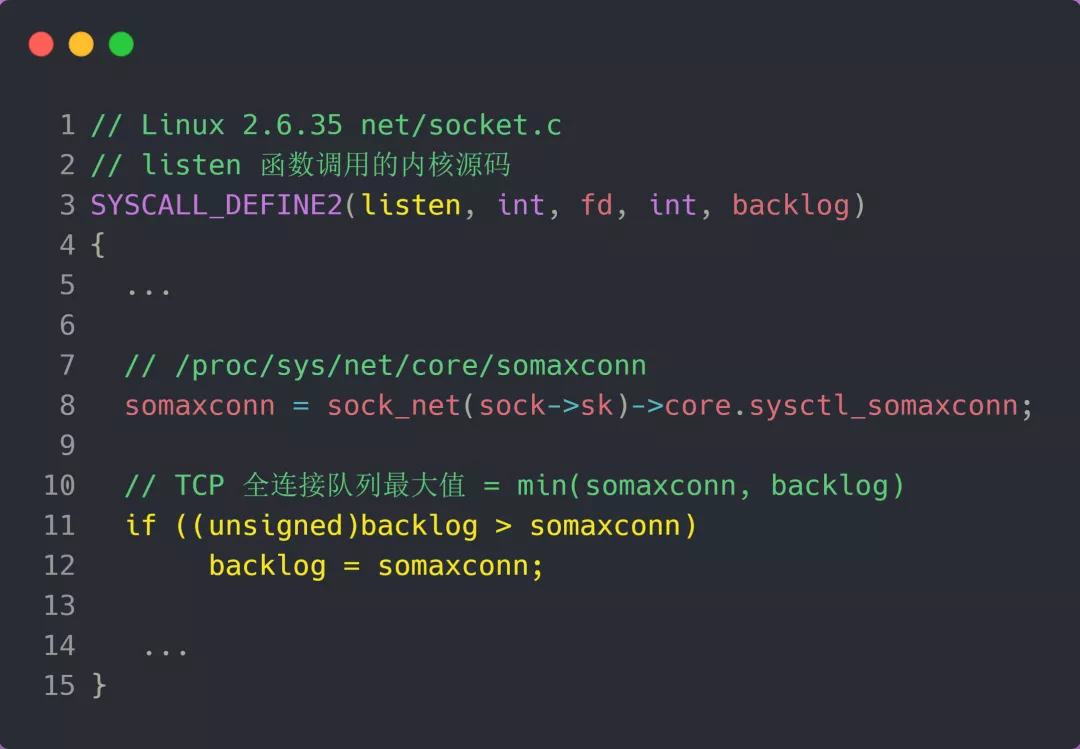 1 // Linux 2.6.35 net/socket.c
2 // listen 函数调用的内核源码
3 SYSCALL_DEFINE2(listen, int, fd, int, backlog)
4 {
5   ...
6
7   // /proc/sys/net/core/somaxconn
8   somaxconn = sock_net(sock->sk)->core.sysctl_somaxconn;
9
10   // TCP 全连接队列最大值 = min(somaxconn, backlog)
11   if ((unsigned)backlog > somaxconn)
12        backlog = somaxconn;
13
14    ...
15 }